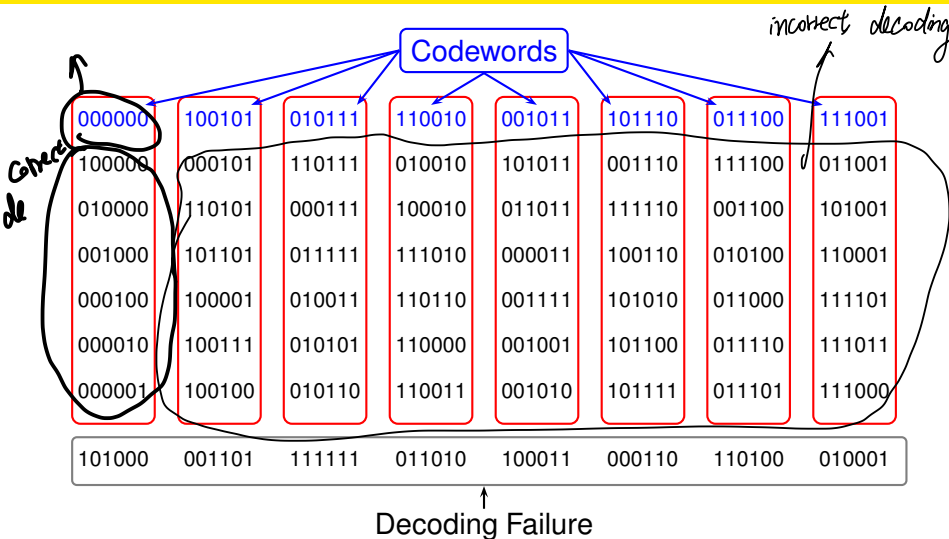 incorrect decoding
Codewords
000000 100101 010111 110010 001011 101110 011100 111001
correct
de
100000 000101 110111 010010 101011 001110 111100 011001
010000 110101 000111 100010 011011 111110 001100 101001
001000 101101 011111 111010 000011 100110 010100 110001
000100 100001 010011 110110 001111 101010 011000 111101
000010 100111 010101 110000 001001 101100 011110 111011
000001 100100 010110 110011 001010 101111 011101 111000
101000 001101 111111 011010 100011 000110 110100 010001
Decoding Failure